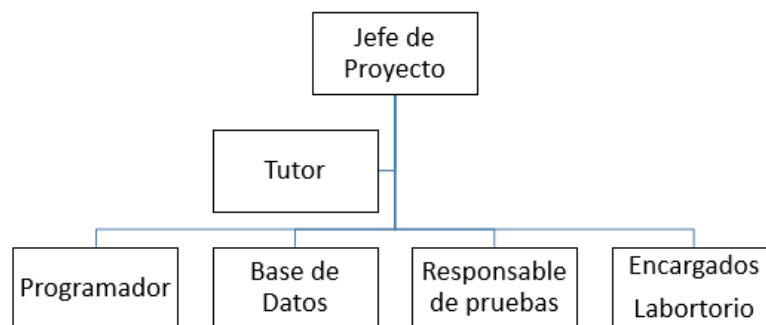 Jefe de
Proyecto
Tutor
Programador
Base de
Datos
Responsable
de pruebas
Encargados
Labortorio